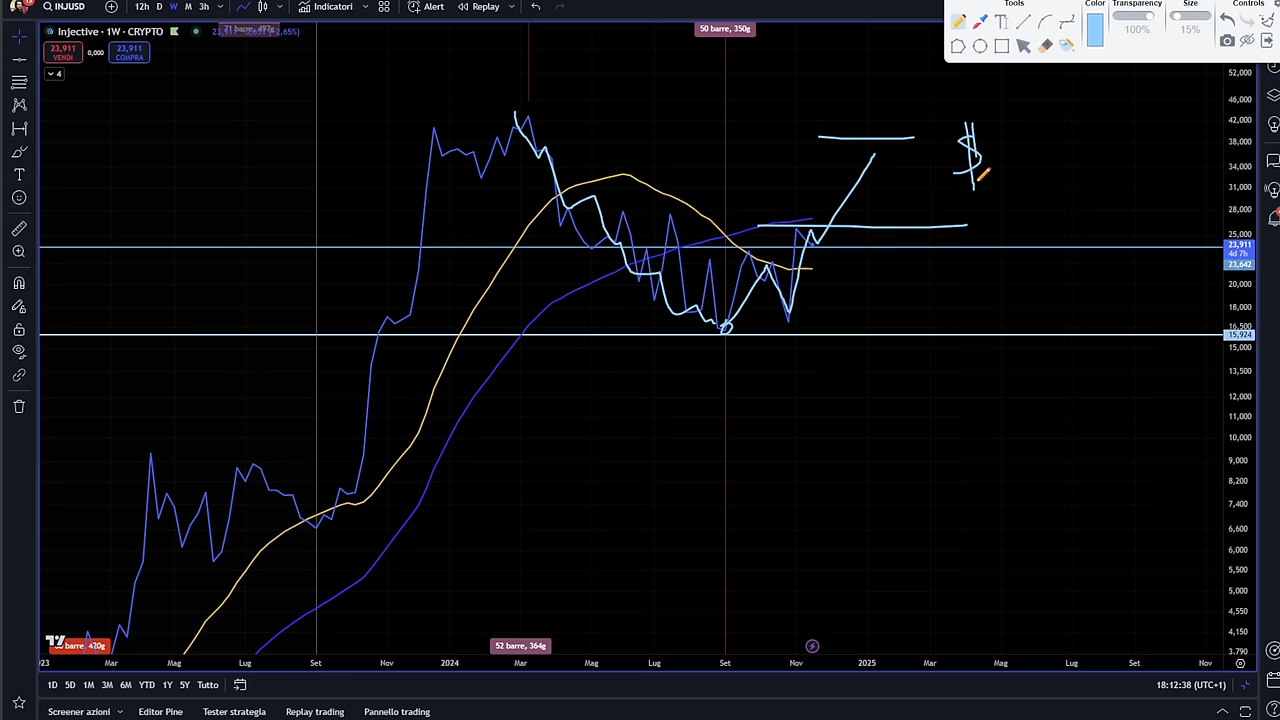 INJUSD 12h D W M 3h Indicatori Alert Replay
Tools Color Transparency Size Controls
100% 15%
Injective · 1W · CRYPTO
23,911 VENDI 0,000 23,911 COMPRA
4
50 barre, 350g
52,000
46,000
42,000
38,000
34,000
31,000
28,000
25,000
23,911
4d 7h
23,642
20,000
18,000
16,500
15,924
15,000
13,500
12,000
11,000
10,000
9,000
8,200
7,400
6,600
5,500
5,000
4,550
4,150
3,790
$
barre, 420g
52 barre, 364g
Mar Mag Lug Set Nov 2024 Mar Mag Lug Set Nov 2025 Mar Mag Lug Set Nov
1D 5D 1M 3M 6M YTD 1Y 5Y Tutto
18:12:38 (UTC+1)
Screener azioni Editor Pine Tester strategia Replay trading Pannello trading